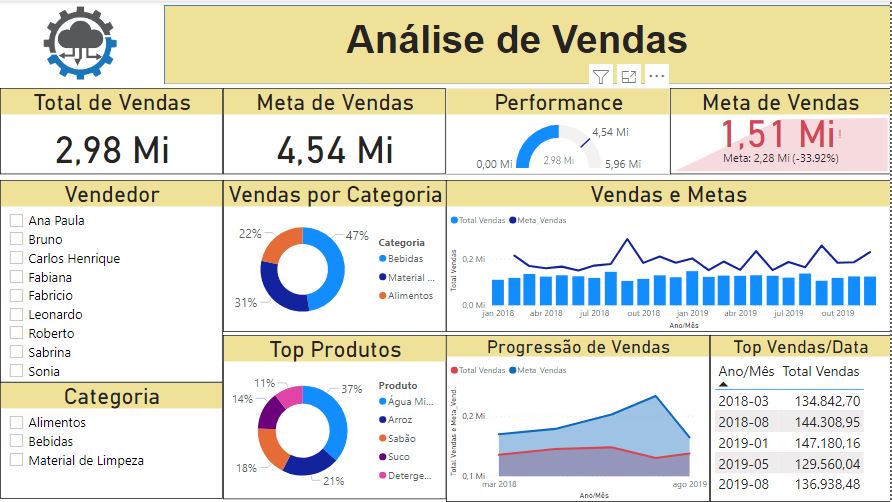 Análise de Vendas
Total de Vendas
2,98 Mi
Meta de Vendas
4,54 Mi
Performance
4,54 Mi
0,00 Mi
2.98 Mi
5,96 Mi
Meta de Vendas
1,51 Mi!
Meta: 2,28 Mi (-33.92%)
Vendedor
Ana Paula
Bruno
Carlos Henrique
Fabiana
Fabricio
Leonardo
Roberto
Sabrina
Sonia
Categoria
Alimentos
Bebidas
Material de Limpeza
Vendas por Categoria
22%
47%
31%
Categoria
Bebidas
Material ...
Alimentos
Vendas e Metas
Total Vendas
Meta_Vendas
Total Vendas
0,2 Mi
0,0 Mi
jan 2018
abr 2018
jul 2018
out 2018
jan 2019
abr 2019
jul 2019
out 2019
Ano/Mês
Top Produtos
11%
37%
14%
18%
21%
Produto
Água Mi...
Arroz
Sabão
Suco
Deterge...
Progressão de Vendas
Total Vendas
Meta_Vendas
Total Vendas e Meta_Vend...
0,2 Mi
0,1 Mi
mar 2018
ago 2019
Ano/Mês
Top Vendas/Data
Ano/Mês Total Vendas
2018-03 134.842,70
2018-08 144.308,95
2019-01 147.180,16
2019-05 129.560,04
2019-08 136.938,48